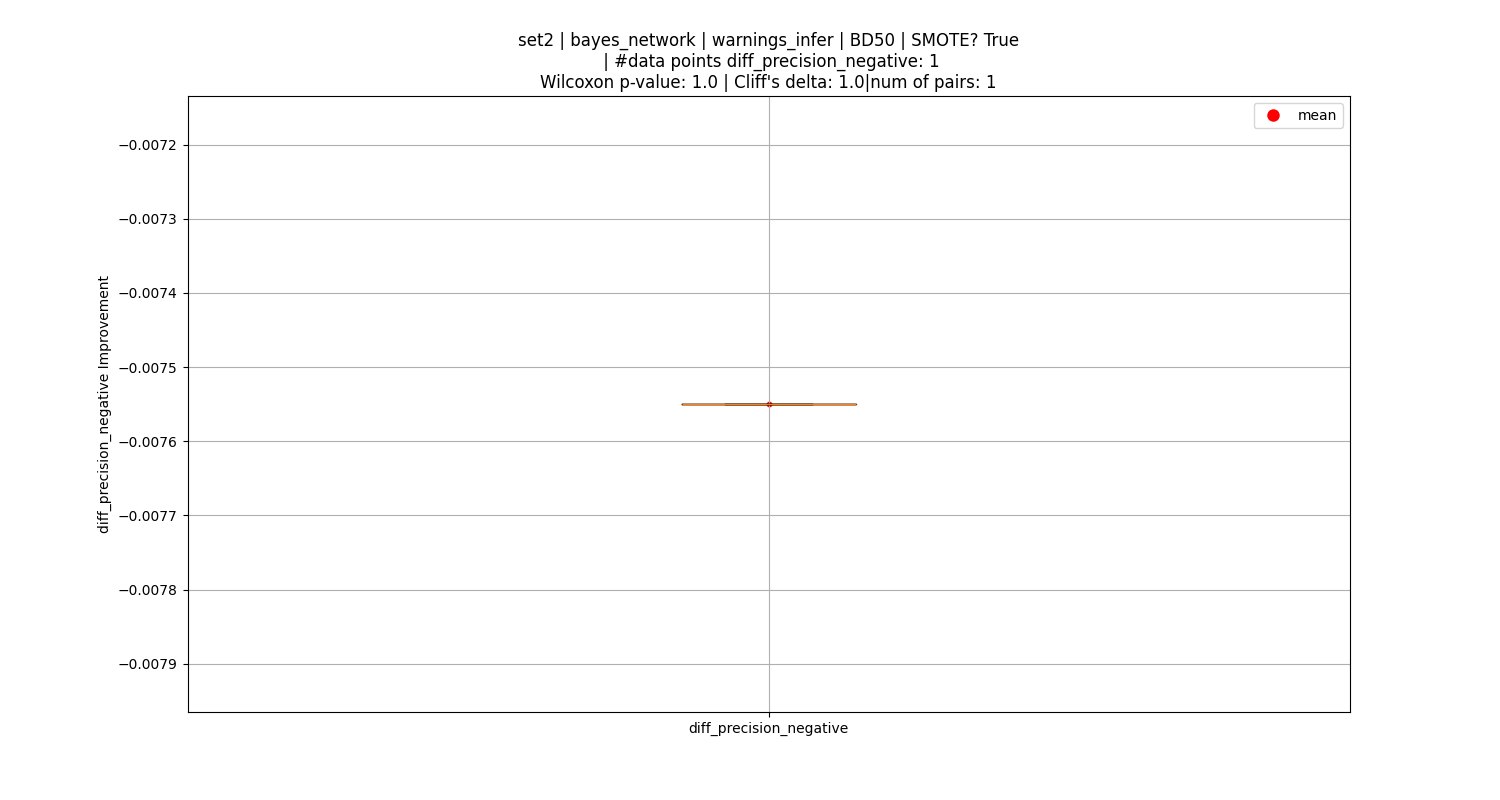 set2 | bayes_network | warnings_infer | BD50 | SMOTE? True
| #data points diff_precision_negative: 1
Wilcoxon p-value: 1.0 | Cliff's delta: 1.0|num of pairs: 1
mean
−0.0072
−0.0073
−0.0074
−0.0075
−0.0076
−0.0077
−0.0078
−0.0079
diff_precision_negative Improvement
diff_precision_negative